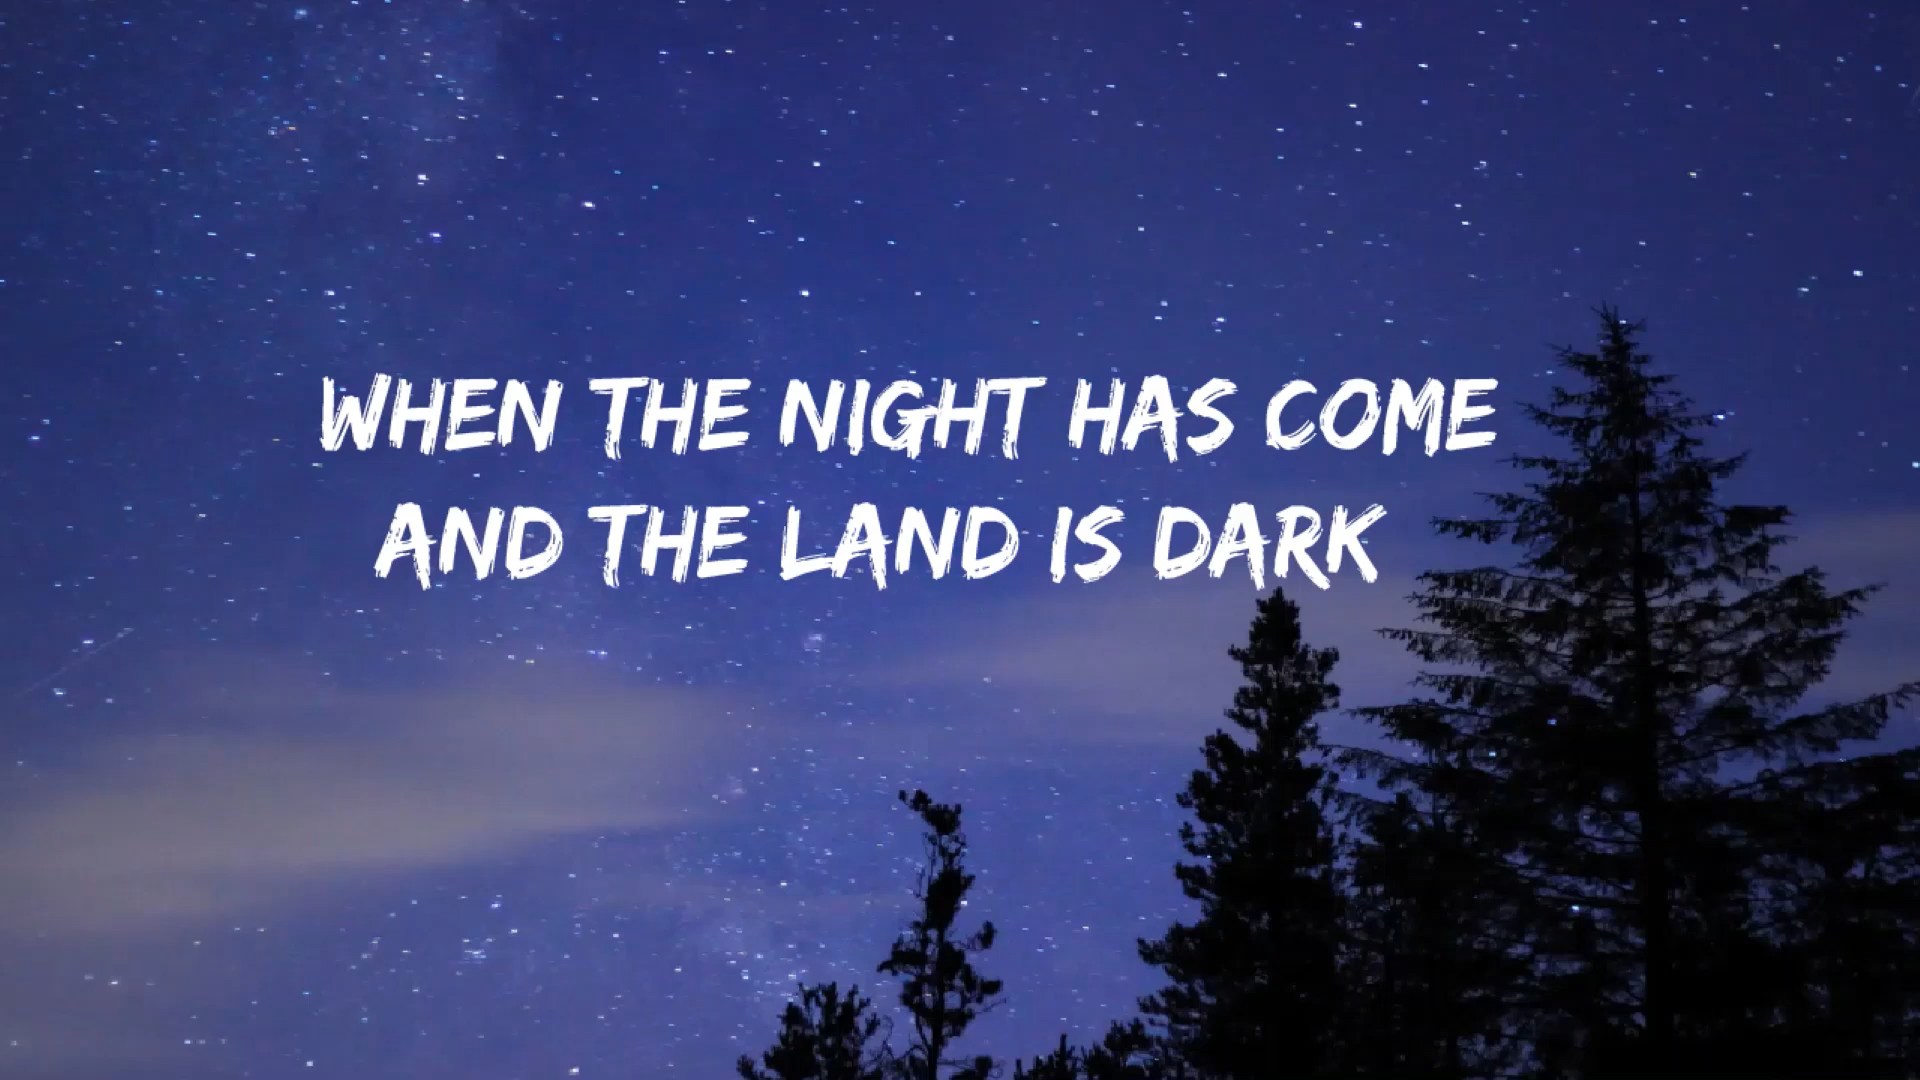 WHEN THE NIGHT HAS COME
AND THE LAND IS DARK